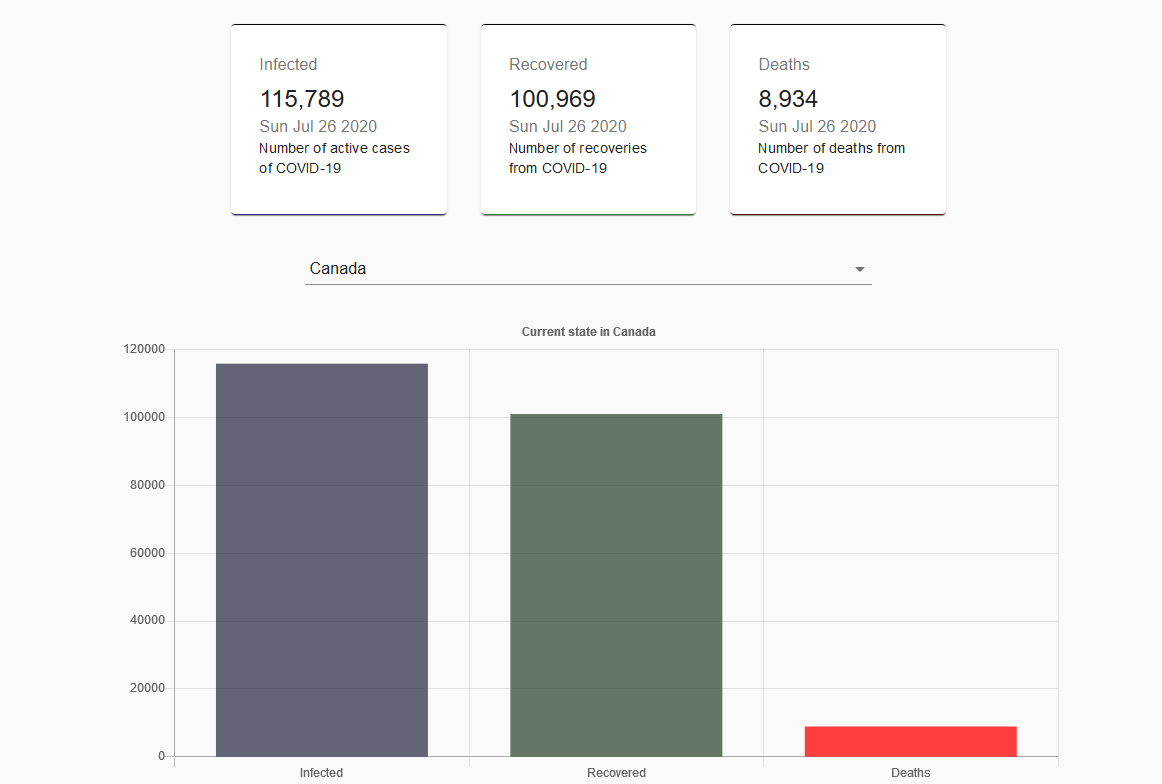 Infected
115,789
Sun Jul 26 2020
Number of active cases
of COVID-19
Recovered
100,969
Sun Jul 26 2020
Number of recoveries
from COVID-19
Deaths
8,934
Sun Jul 26 2020
Number of deaths from
COVID-19
Canada
Current state in Canada
120000
100000
80000
60000
40000
20000
0
Infected
Recovered
Deaths